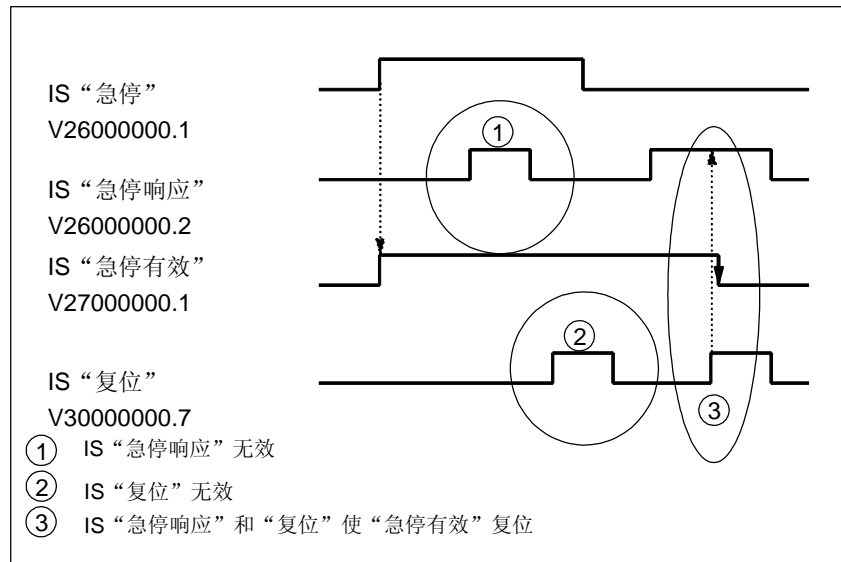 IS“急停”
V26000000.1
①
IS“急停响应”
V26000000.2
IS“急停有效”
V27000000.1
②
IS“复位”
③
V30000000.7
① IS“急停响应”无效
② IS“复位”无效
③ IS“急停响应”和“复位”使“急停有效”复位